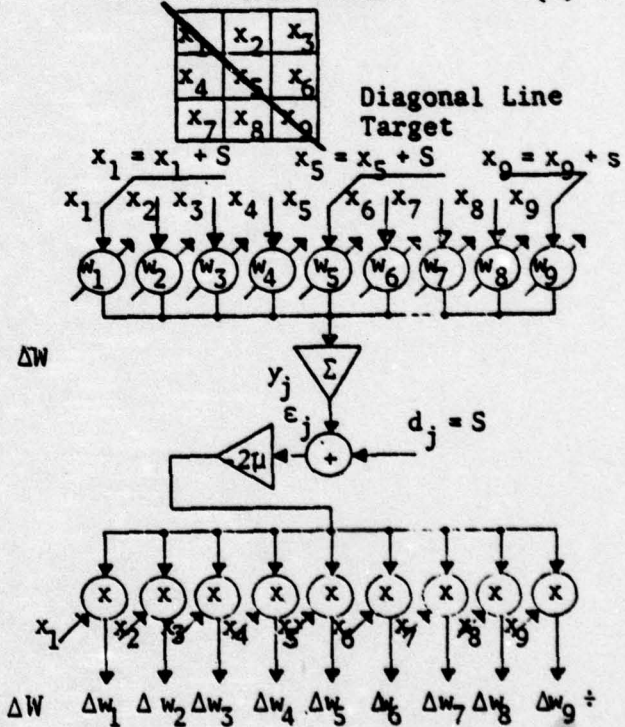 x₁ x₂ x₃
x₄ x₅ x₆
x₇ x₈ x₉
Diagonal Line
Target
x₁ = x₁ + S x₅ = x₅ + S x₉ = x₉ + s
x₁ x₂ x₃ x₄ x₅ x₆ x₇ x₈ x₉
w₁ w₂ w₃ w₄ w₅ w₆ w₇ w₈ w₉
ΔW
Σ
yⱼ
εⱼ
dⱼ = S
-2μ
+
x x x x x x x x x
x₁ x₂ x₃ x₄ x₅ x₆ x₇ x₈ x₉
ΔW Δw₁ Δw₂ Δw₃ Δw₄ Δw₅ Δw₆ Δw₇ Δw₈ Δw₉ ÷